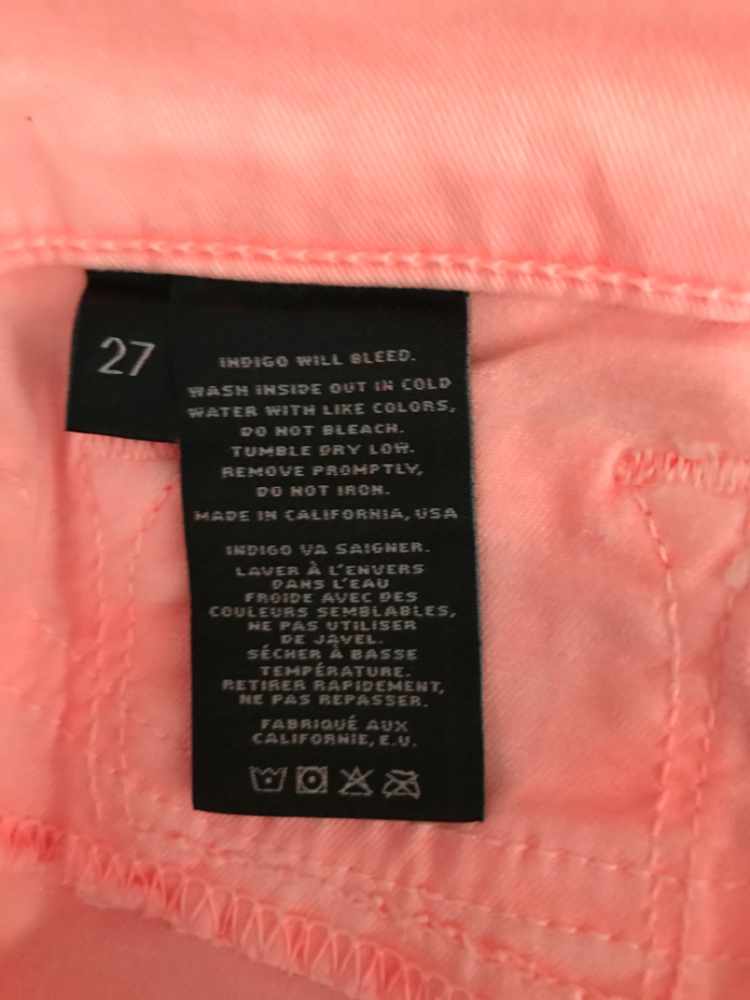 27
INDIGO WILL BLEED.
WASH INSIDE OUT IN COLD
WATER WITH LIKE COLORS,
DO NOT BLEACH.
TUMBLE DRY LOW.
REMOVE PROMPTLY,
DO NOT IRON.
MADE IN CALIFORNIA, USA
INDIGO VA SAIGNER.
LAVER À L'ENVERS
DANS L'EAU
FROIDE AVEC DES
COULEURS SEMBLABLES,
NE PAS UTILISER
DE JAVEL.
SÉCHER À BASSE
TEMPÉRATURE.
RETIRER RAPIDEMENT,
NE PAS REPASSER.
FABRIQUÉ AUX
CALIFORNIE, E.U.